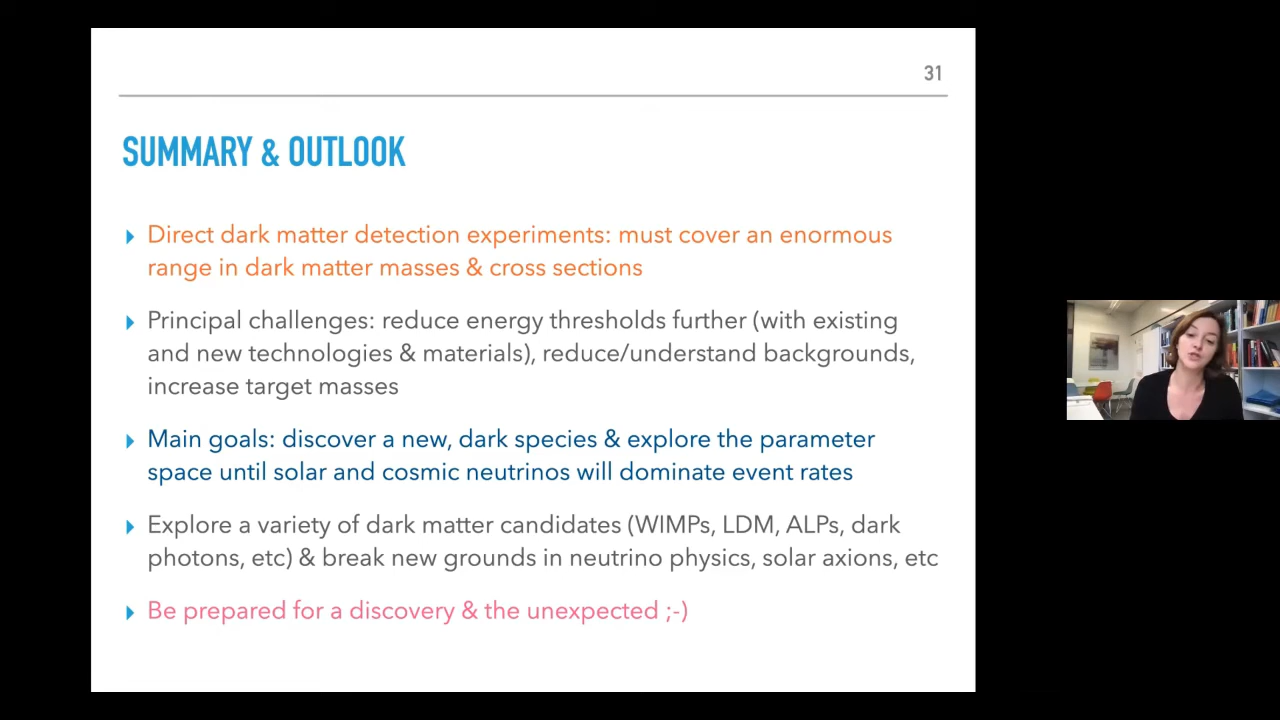 31
SUMMARY & OUTLOOK
Direct dark matter detection experiments: must cover an enormous
range in dark matter masses & cross sections
Principal challenges: reduce energy thresholds further (with existing
and new technologies & materials), reduce/understand backgrounds,
increase target masses
Main goals: discover a new, dark species & explore the parameter
space until solar and cosmic neutrinos will dominate event rates
Explore a variety of dark matter candidates (WIMPs, LDM, ALPs, dark
photons, etc) & break new grounds in neutrino physics, solar axions, etc
Be prepared for a discovery & the unexpected ;-)